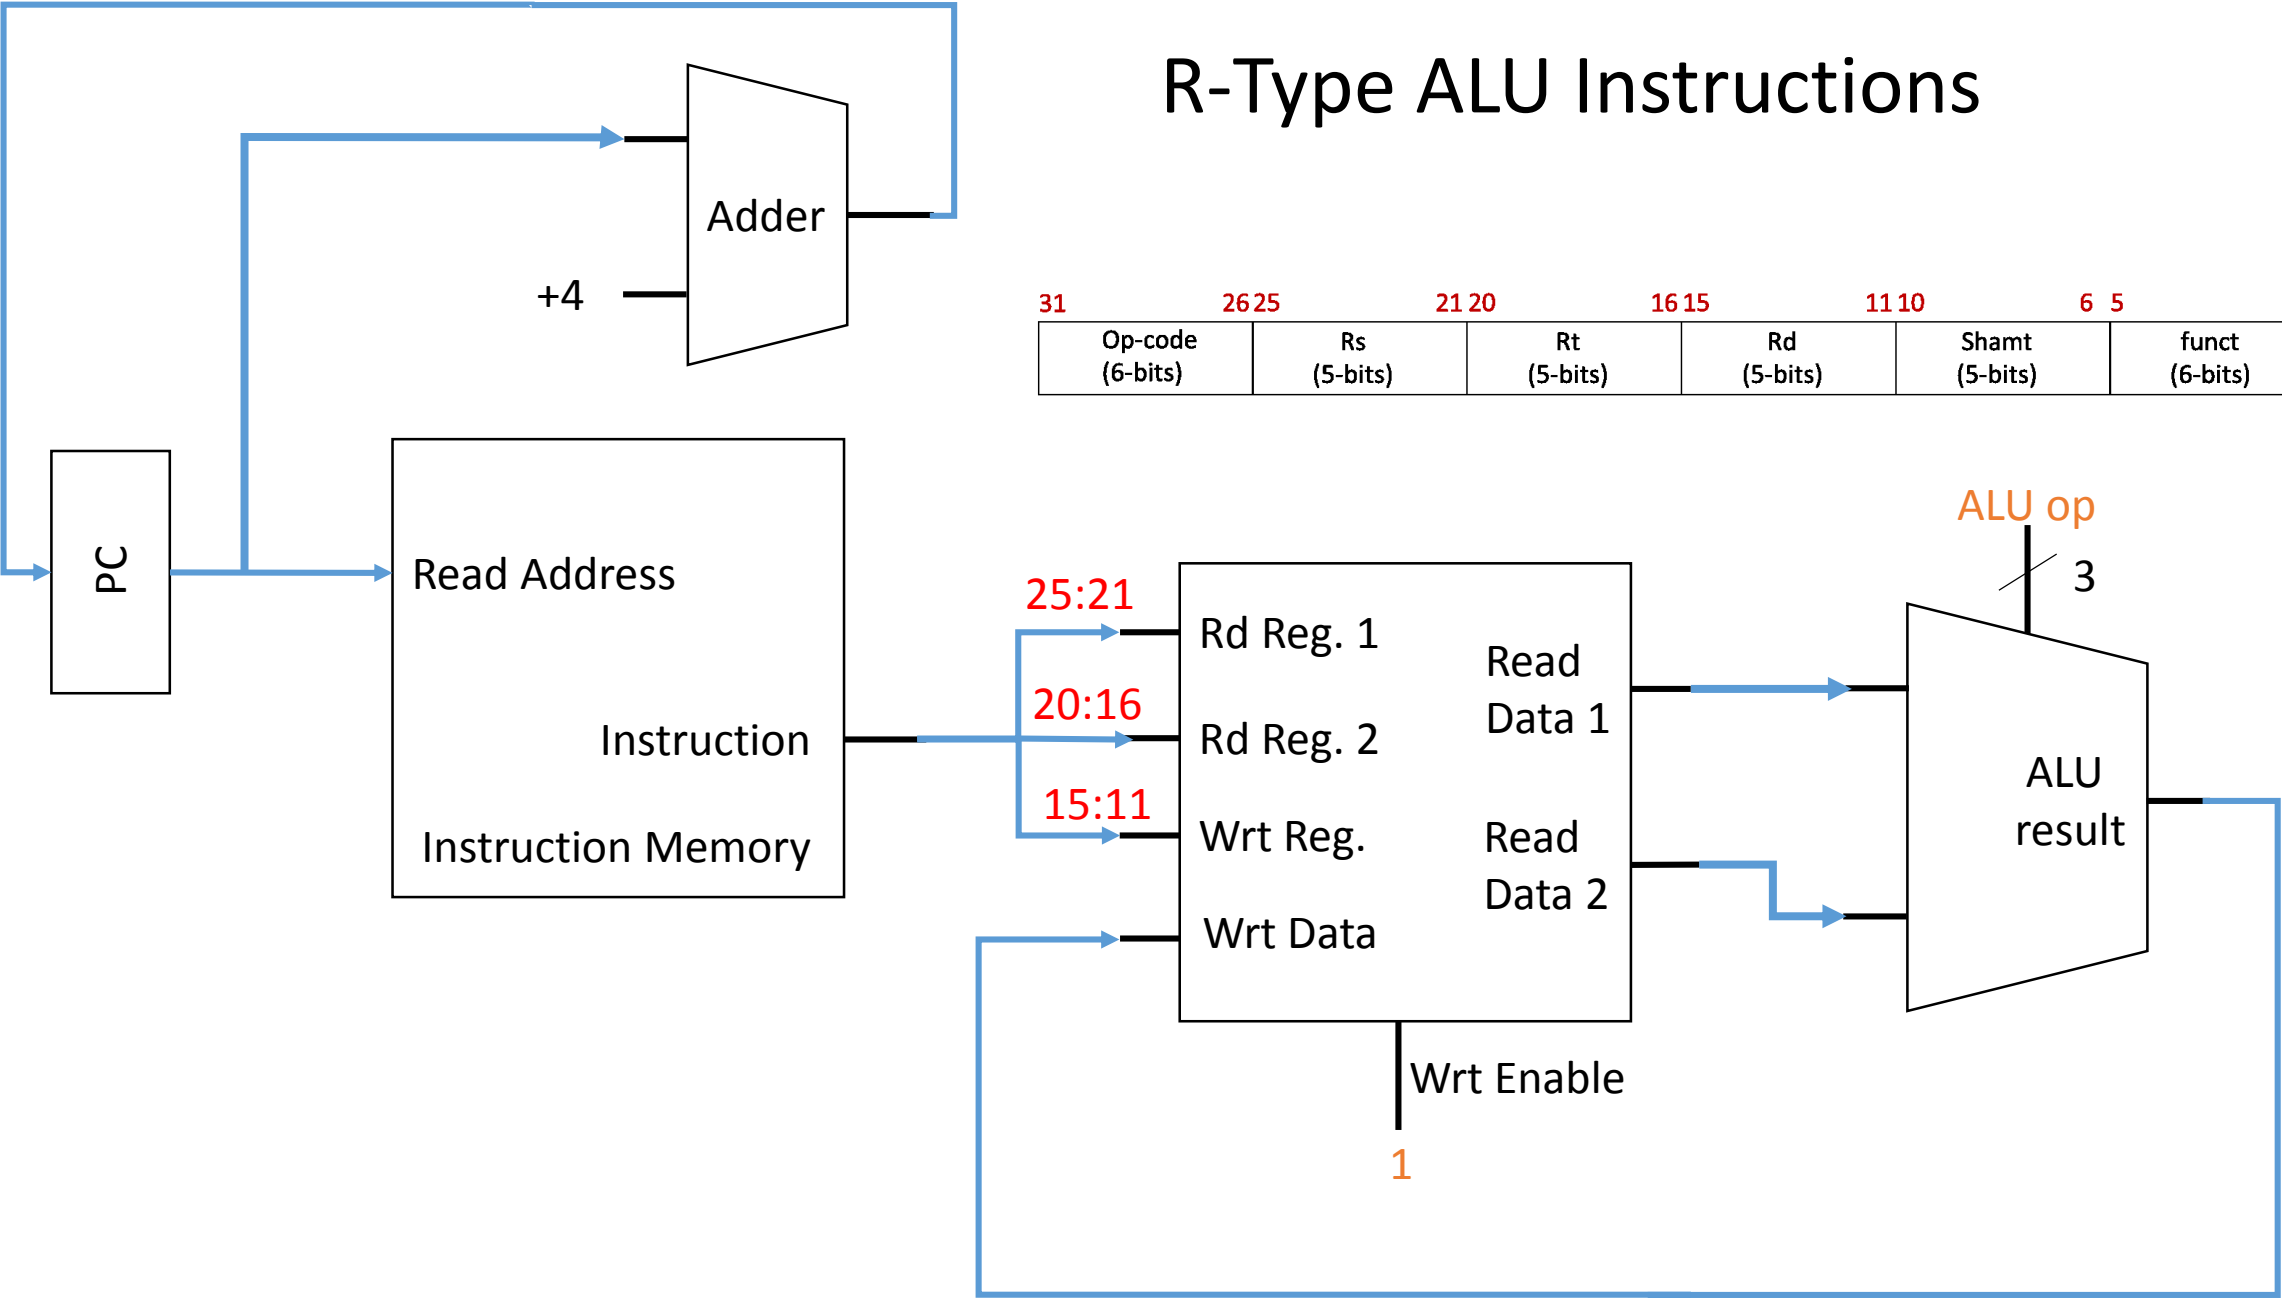 R-Type ALU Instructions
Adder
+4
31 26 25 21 20 16 15 11 10 6 5
Op-code Rs Rt Rd Shamt funct
(6-bits) (5-bits) (5-bits) (5-bits) (5-bits) (6-bits)
PC
Read Address
Instruction
Instruction Memory
25:21
20:16
15:11
Rd Reg. 1
Rd Reg. 2
Wrt Reg.
Wrt Data
Read
Data 1
Read
Data 2
Wrt Enable
1
ALU op
3
ALU
result